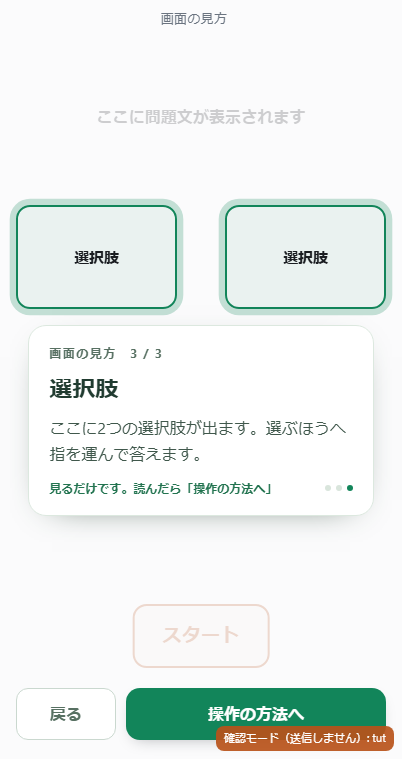 画面の見方
ここに問題文が表示されます
選択肢
選択肢
画面の見方 3 / 3
選択肢
ここに2つの選択肢が出ます。選ぶほうへ
指を運んで答えます。
見るだけです。読んだら「操作の方法へ」
スタート
戻る
操作の方法へ
確認モード（送信しません）: tut